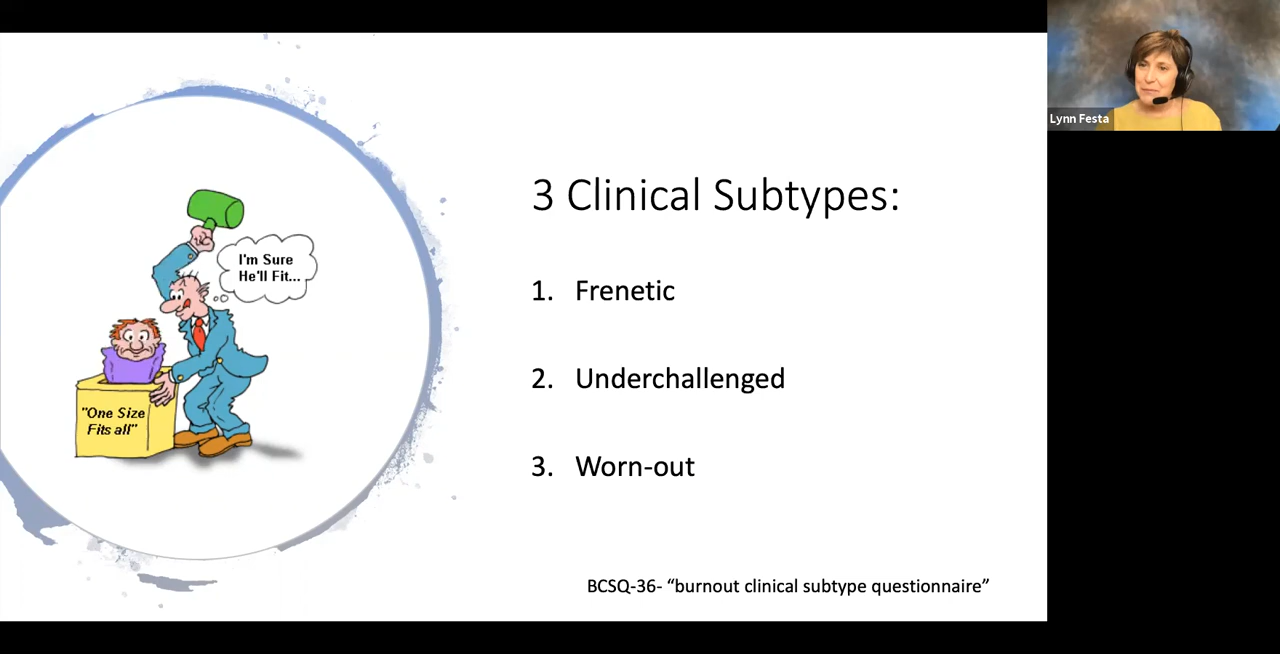 3 Clinical Subtypes:
I'm Sure
He'll Fit...
"One Size
Fits all"
1. Frenetic
2. Underchallenged
3. Worn-out
BCSQ-36- “burnout clinical subtype questionnaire”
Lynn Festa